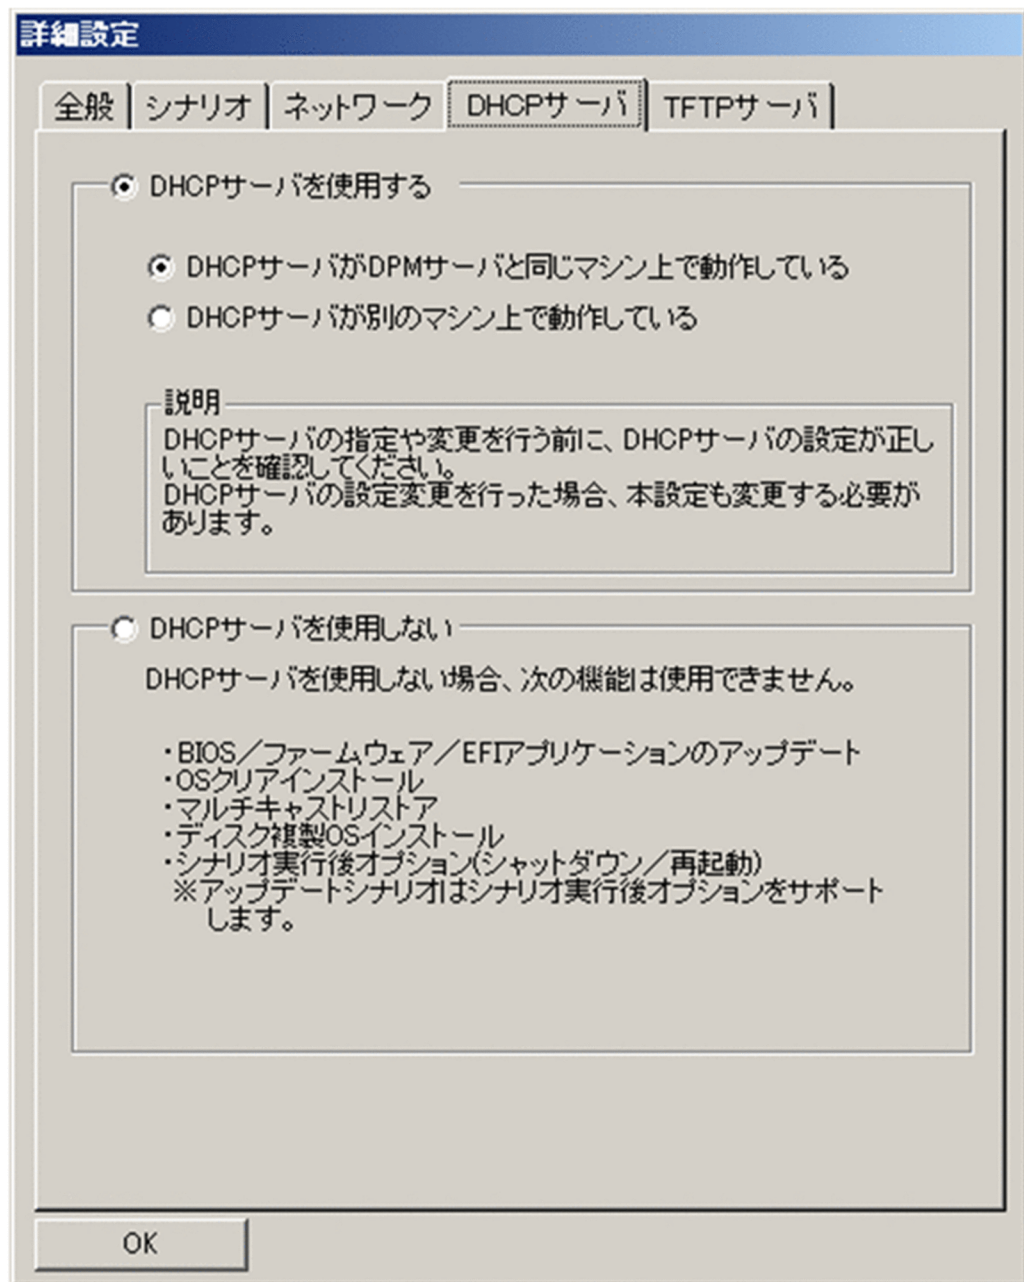 詳細設定
全般 シナリオ ネットワーク DHCPサーバ TFTPサーバ
DHCPサーバを使用する
DHCPサーバがDPMサーバと同じマシン上で動作している
DHCPサーバが別のマシン上で動作している
説明
DHCPサーバの指定や変更を行う前に、DHCPサーバの設定が正し
いことを確認してください。
DHCPサーバの設定変更を行った場合、本設定も変更する必要が
あります。
DHCPサーバを使用しない
DHCPサーバを使用しない場合、次の機能は使用できません。
・BIOS／ファームウェア／EFIアプリケーションのアップデート
・OSクリアインストール
・マルチキャストリストア
・ディスク複製OSインストール
・シナリオ実行後オプション(シャットダウン／再起動)
※アップデートシナリオはシナリオ実行後オプションをサポート
します。
OK